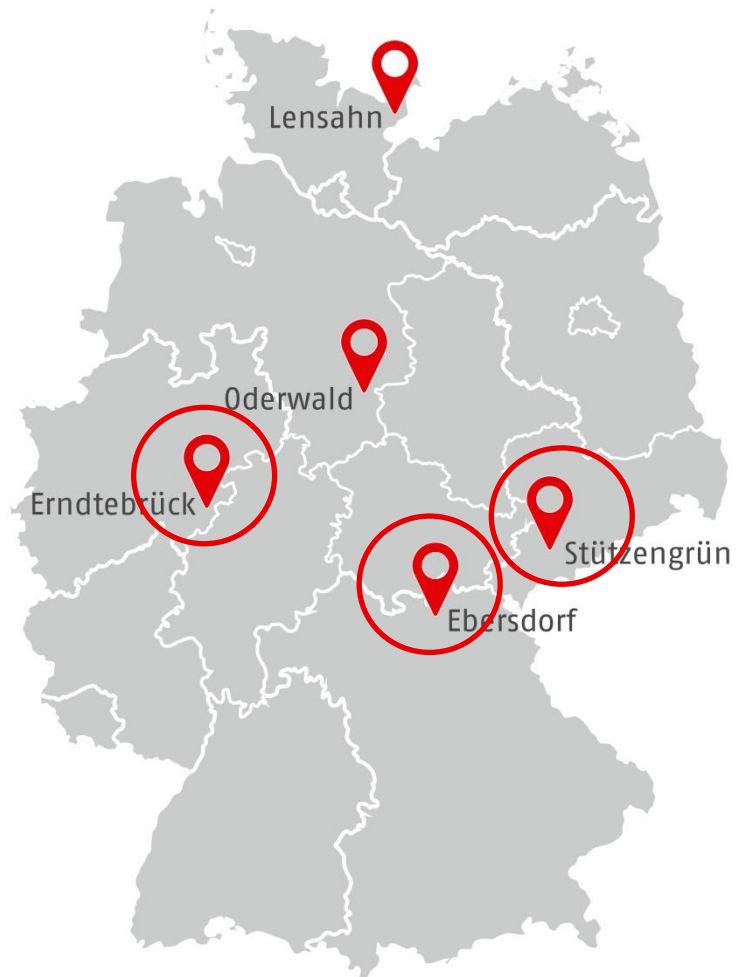 Lensahn
Oderwald
Erndtebrück
Stützengrün
Ebersdorf